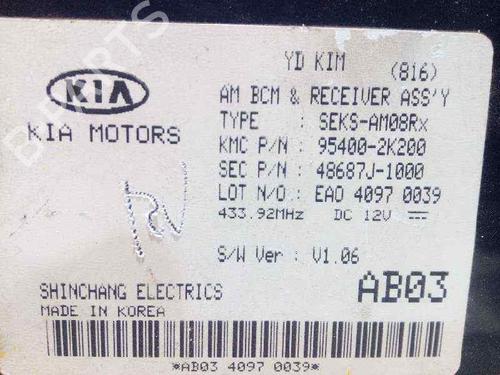 YD KIM (816)
KIA
KIA MOTORS
AM BCM & RECEIVER ASS'Y
TYPE : SEKS-AM08Rx
KMC P/N : 95400-2K200
SEC P/N : 48687J-1000
LOT N/O : EAO 4097 0039
433.92MHz DC 12V
S/W Ver : V1.06
SHINCHANG ELECTRICS
MADE IN KOREA
AB03
*AB03 4097 0039*